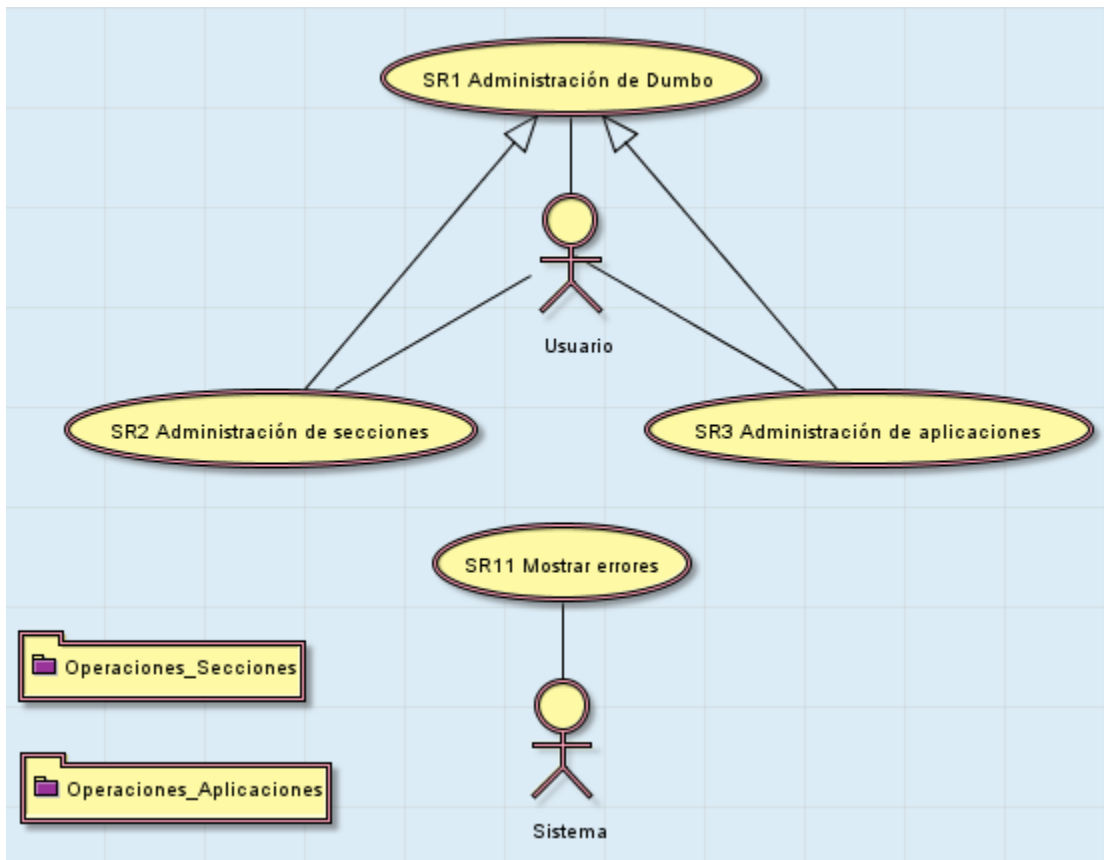 SR1 Administración de Dumbo
Usuario
SR2 Administración de secciones
SR3 Administración de aplicaciones
SR11 Mostrar errores
Operaciones_Secciones
Operaciones_Aplicaciones
Sistema